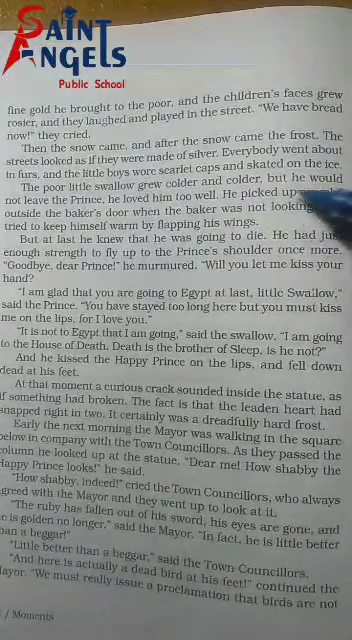 SAINT
ANGELS
Public School
fine gold he brought to the poor, and the children's faces grew
rosier, and they laughed and played in the street. "We have bread
now!" they cried.
Then the snow came, and after the snow came the frost. The
streets looked as if they were made of silver. Everybody went about
in furs, and the little boys wore scarlet caps and skated on the ice.
The poor little swallow grew colder and colder, but he would
not leave the Prince, he loved him too well. He picked up
outside the baker's door when the baker was not looking
tried to keep himself warm by flapping his wings.
But at last he knew that he was going to die. He had just
enough strength to fly up to the Prince's shoulder once more.
"Goodbye, dear Prince!" he murmured. "Will you let me kiss your
hand?"
"I am glad that you are going to Egypt at last, little Swallow,"
said the Prince. "You have stayed too long here but you must kiss
me on the lips, for I love you."
"It is not to Egypt that I am going," said the swallow. "I am going
to the House of Death. Death is the brother of Sleep, is he not?"
And he kissed the Happy Prince on the lips, and fell down
dead at his feet.
At that moment a curious crack sounded inside the statue, as
if something had broken. The fact is that the leaden heart had
snapped right in two. It certainly was a dreadfully hard frost.
Early the next morning the Mayor was walking in the square
below in company with the Town Councillors. As they passed the
column he looked up at the statue, "Dear me! How shabby the
Happy Prince looks!" he said.
"How shabby, indeed!" cried the Town Councillors, who always
greed with the Mayor and they went up to look at it.
"The ruby has fallen out of his sword, his eyes are gone, and
e is golden no longer," said the Mayor. "In fact, he is little better
han a beggar!"
"Little better than a beggar," said the Town Councillors.
"And here is actually a dead bird at his feet!" continued the
Mayor. "We must really issue a proclamation that birds are not
/ Moments